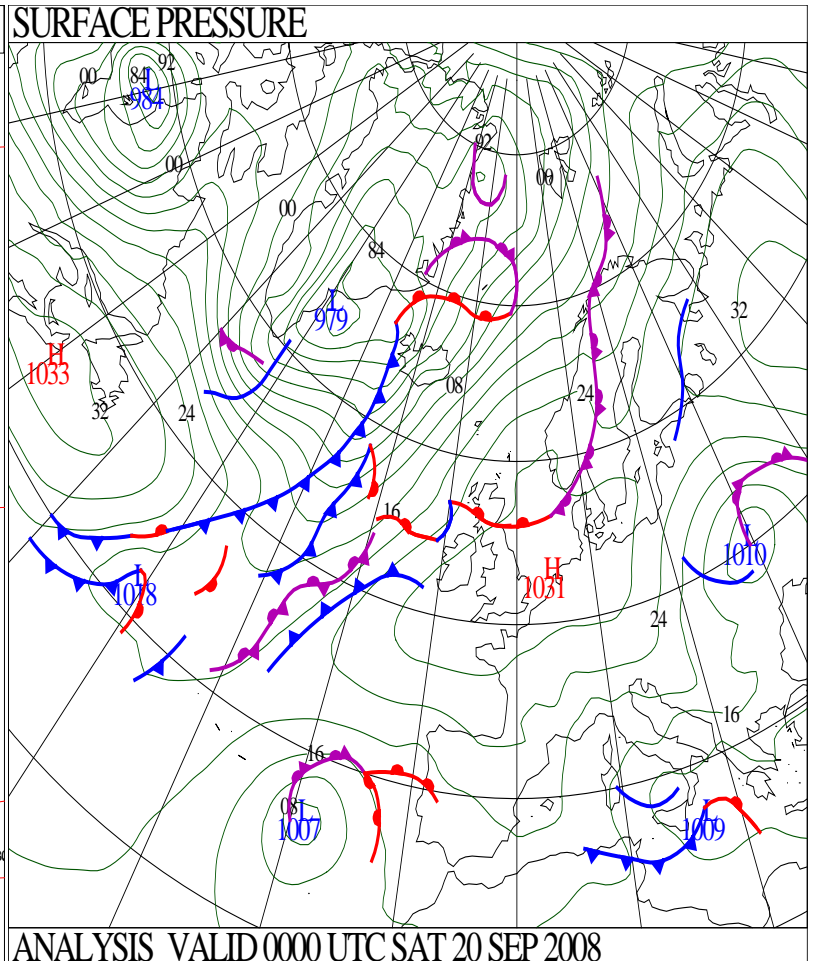 SURFACE PRESSURE
92
00 84 L
984
00
92
00
00
84
L
979
32
H
1033
08
24
32 24
16
L
1010
L
1018
H
1031
24
16
16
08 L
1007
L
1009
ANALYSIS VALID 0000 UTC SAT 20 SEP 2008